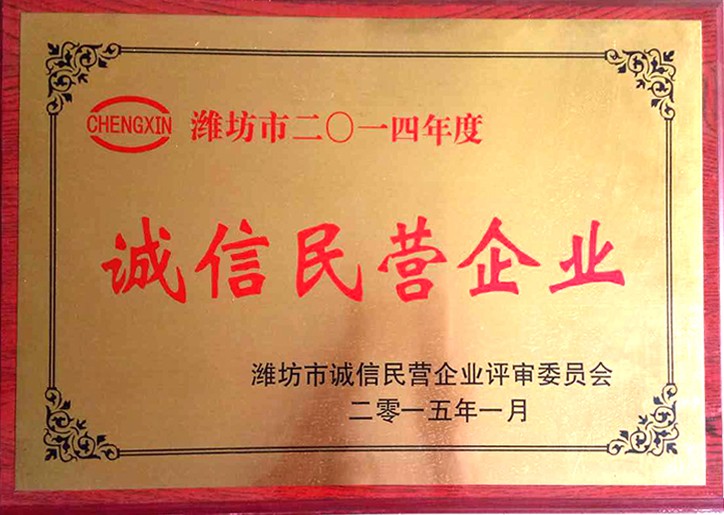 CHENGXIN 潍坊市二〇一四年度
诚信民营企业
潍坊市诚信民营企业评审委员会
二零一五年一月